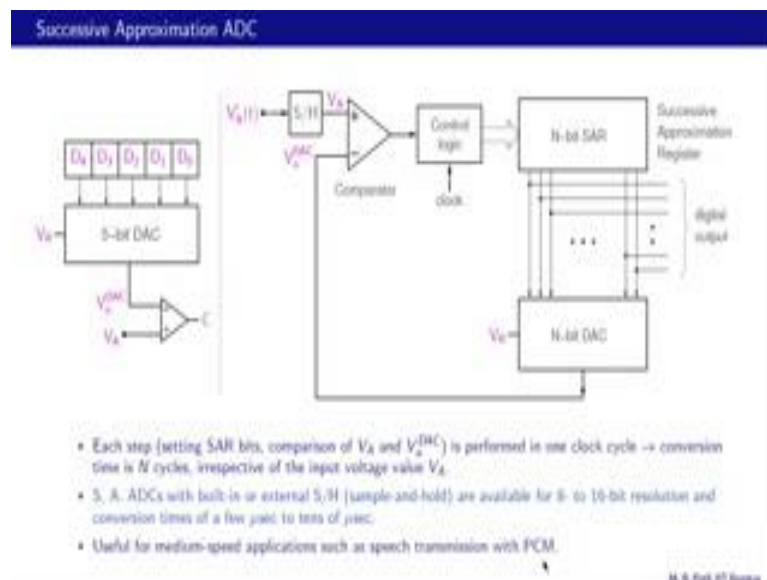 Successive Approximation ADC
D4 D3 D2 D1 D0
VR
5-bit DAC
VoDAC
VA
C
Va(t)
S/H
VA
VoDAC
Comparator
Control
logic
clock
N-bit SAR
Successive
Approximation
Register
digital
output
VR
N-bit DAC
• Each step (setting SAR bits, comparison of VA and VoDAC) is performed in one clock cycle → conversion
time is N cycles, irrespective of the input voltage value VA.
• S. A. ADCs with built-in or external S/H (sample-and-hold) are available for 8- to 16-bit resolution and
conversion times of a few μsec to tens of μsec.
• Useful for medium-speed applications such as speech transmission with PCM.